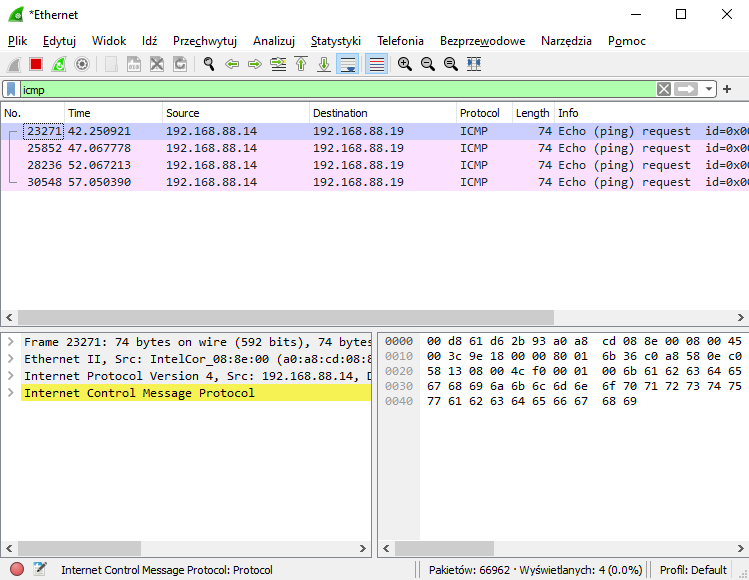 *Ethernet
Plik Edytuj Widok Idź Przechwytuj Analizuj Statystyki Telefonia Bezprzewodowe Narzędzia Pomoc
icmp
No. Time Source Destination Protocol Length Info
23271 42.250921 192.168.88.14 192.168.88.19 ICMP 74 Echo (ping) request id=0x00
25852 47.067778 192.168.88.14 192.168.88.19 ICMP 74 Echo (ping) request id=0x00
28236 52.067213 192.168.88.14 192.168.88.19 ICMP 74 Echo (ping) request id=0x00
30548 57.050390 192.168.88.14 192.168.88.19 ICMP 74 Echo (ping) request id=0x00
Frame 23271: 74 bytes on wire (592 bits), 74 bytes
Ethernet II, Src: IntelCor_08:8e:00 (a0:a8:cd:08:8
Internet Protocol Version 4, Src: 192.168.88.14, D
Internet Control Message Protocol
0000 00 d8 61 d6 2b 93 a0 a8 cd 08 8e 00 08 00 45
0010 00 3c 9e 18 00 00 80 01 6b 36 c0 a8 58 0e c0
0020 58 13 08 00 4c f0 00 01 00 6b 61 62 63 64 65
0030 67 68 69 6a 6b 6c 6d 6e 6f 70 71 72 73 74 75
0040 77 61 62 63 64 65 66 67 68 69
Internet Control Message Protocol: Protocol
Pakietów: 66962 · Wyświetlanych: 4 (0.0%)
Profil: Default